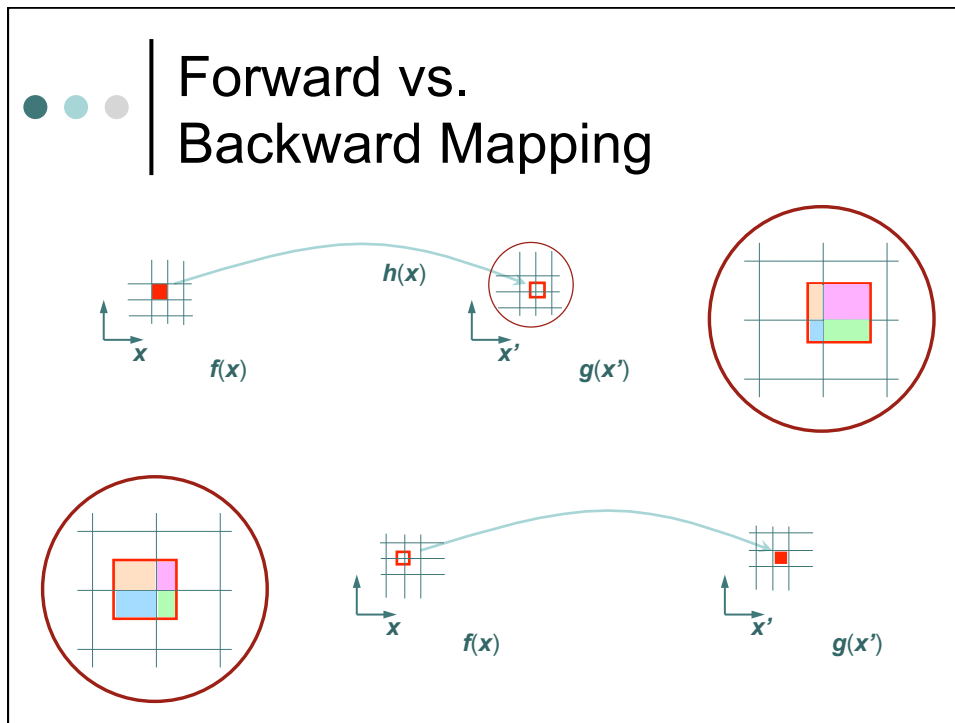 Forward vs.
Backward Mapping
h(x)
x
f(x)
x’
g(x’)
x
f(x)
x’
g(x’)